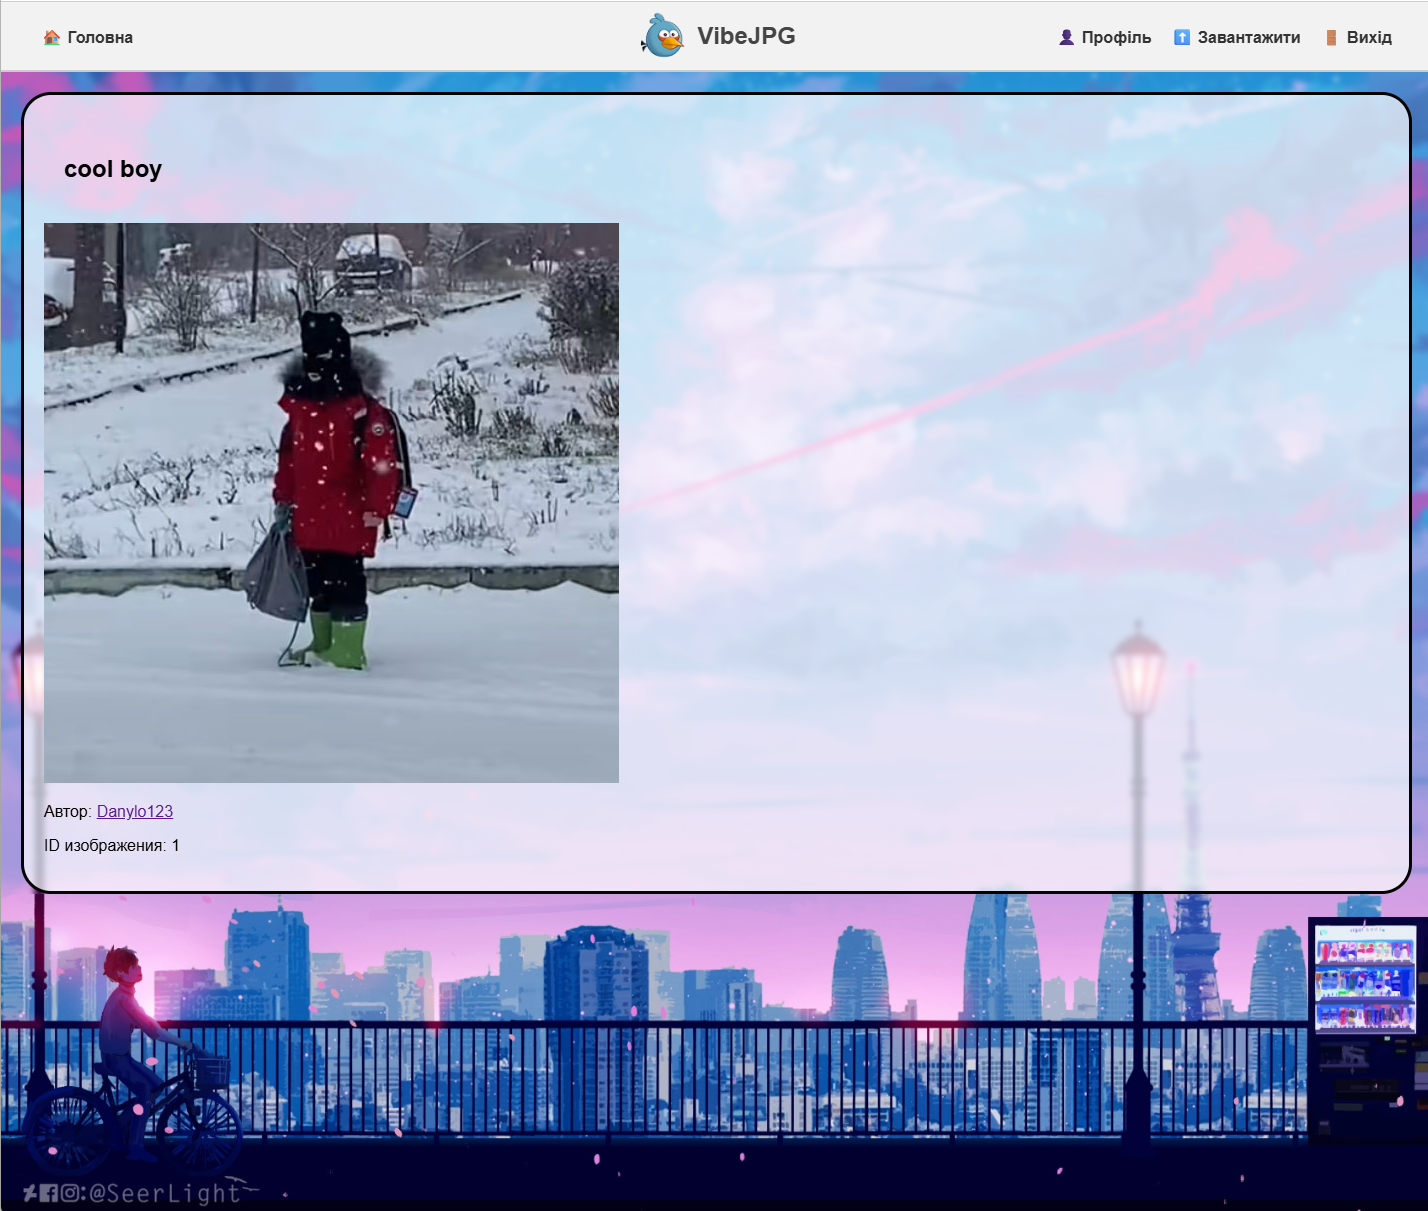 🏠 Головна
VibeJPG
👤 Профіль
⬆️ Завантажити
🚪 Вихід
cool boy
Автор: Danylo123
ID изображения: 1
:@SeerLight